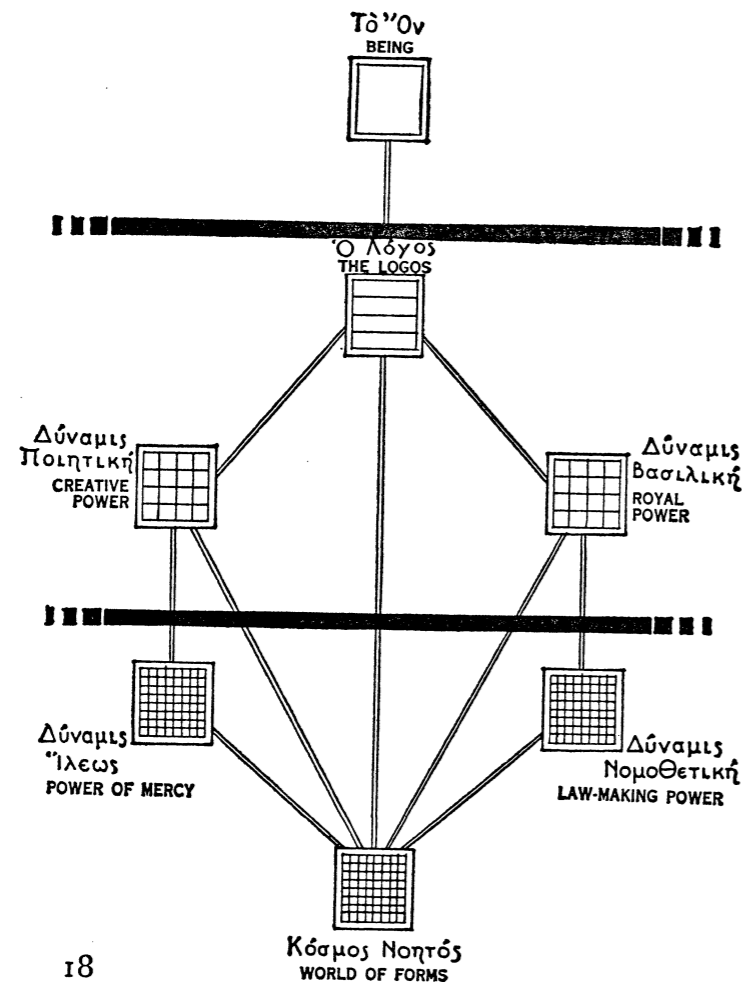 Τὸ Ὂν
BEING
Ὁ Λόγος
THE LOGOS
Δύναμις
Ποιητική
CREATIVE
POWER
Δύναμις
Βασιλική
ROYAL
POWER
Δύναμις
Ἵλεως
POWER OF MERCY
Δύναμις
Νομοθετική
LAW-MAKING POWER
Κόσμος Νοητός
WORLD OF FORMS
18